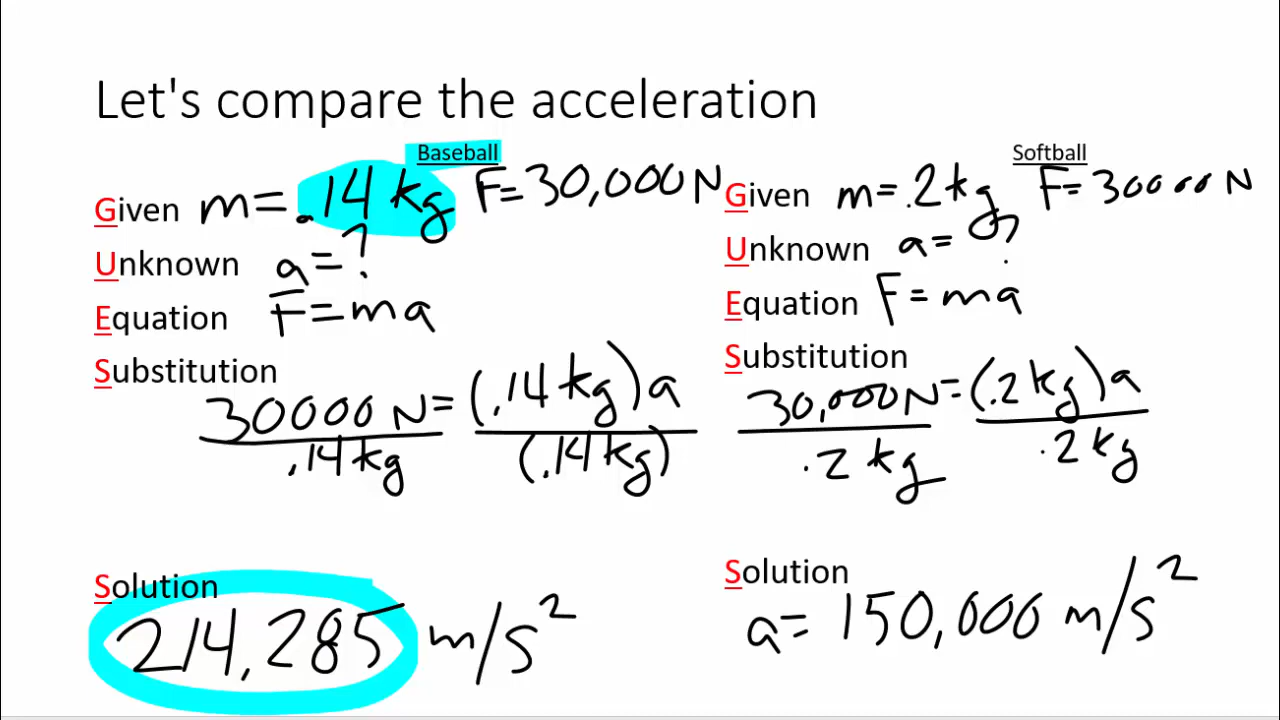 Let's compare the acceleration
Baseball
Given m = .14 kg F = 30,000 N
Unknown a = ?
Equation F = ma
Substitution
30000 N = (.14 kg) a
.14 kg (.14 kg)
Solution
214,285 m/s²
Softball
Given m = .2 kg F = 30000 N
Unknown a = ?
Equation F = ma
Substitution
30,000 N = (.2 kg) a
.2 kg .2 kg
Solution
a = 150,000 m/s²